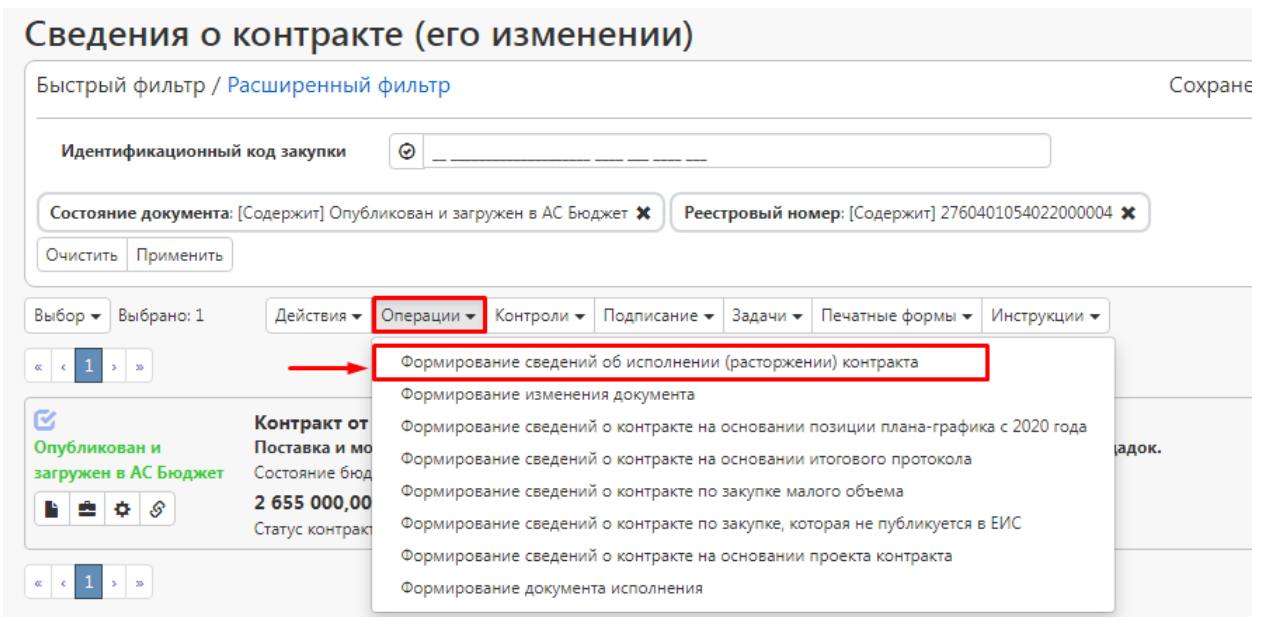 Сведения о контракте (его изменении)
Быстрый фильтр / Расширенный фильтр
Сохране
Идентификационный код закупки
Состояние документа: [Содержит] Опубликован и загружен в АС Бюджет ✖
Реестровый номер: [Содержит] 2760401054022000004 ✖
Очистить Применить
Выбор Выбрано: 1 Действия Операции Контроли Подписание Задачи Печатные формы Инструкции
« ‹ 1 › »
Формирование сведений об исполнении (расторжении) контракта
Формирование изменения документа
Формирование сведений о контракте на основании позиции плана-графика с 2020 года
Формирование сведений о контракте на основании итогового протокола
Формирование сведений о контракте по закупке малого объема
Формирование сведений о контракте по закупке, которая не публикуется в ЕИС
Формирование сведений о контракте на основании проекта контракта
Формирование документа исполнения
Опубликован и
загружен в АС Бюджет
Контракт от
Поставка и мо
адок.
Состояние бюд
2 655 000,00
Статус контракт
« ‹ 1 › »